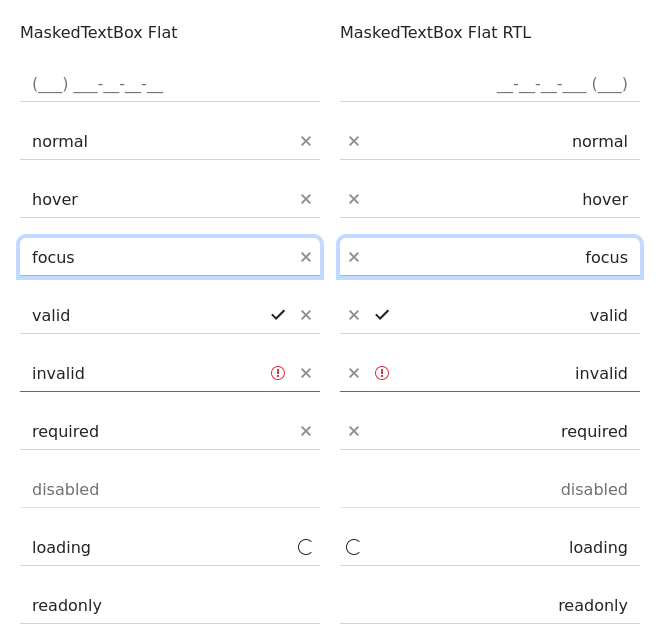 MaskedTextBox Flat
(___) ___-__-__-__
normal
hover
focus
valid
invalid
required
disabled
loading
readonly
MaskedTextBox Flat RTL
__-__-__-___ (___)
normal
hover
focus
valid
invalid
required
disabled
loading
readonly